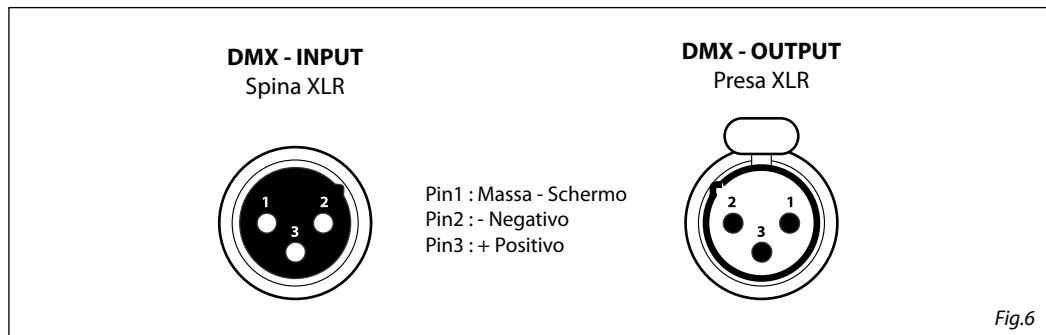 DMX - INPUT
Spina XLR
1
2
3
Pin1 : Massa - Schermo
Pin2 : - Negativo
Pin3 : + Positivo
DMX - OUTPUT
Presa XLR
2
1
3
Fig.6